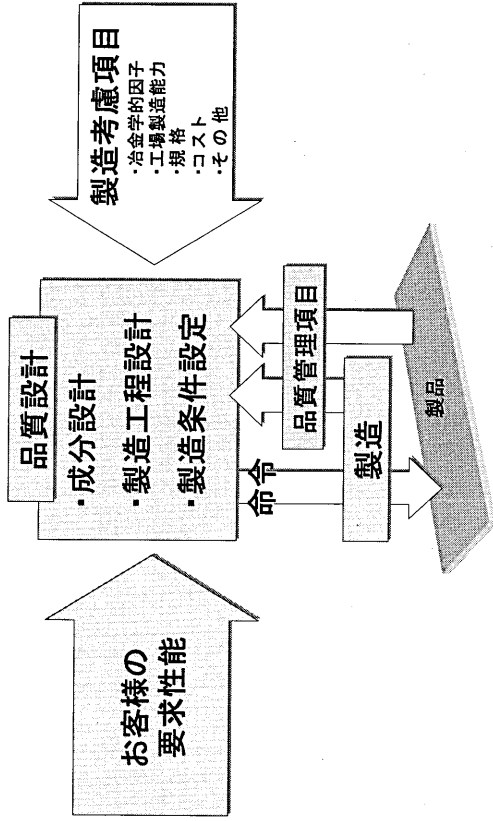 お客様の
要求性能
品質設計
・成分設計
・製造工程設計
・製造条件設定
製造考慮項目
・冶金学的因子
・工場製造能力
・規格
・コスト
・その他
命令
品質管理項目
製造
製品